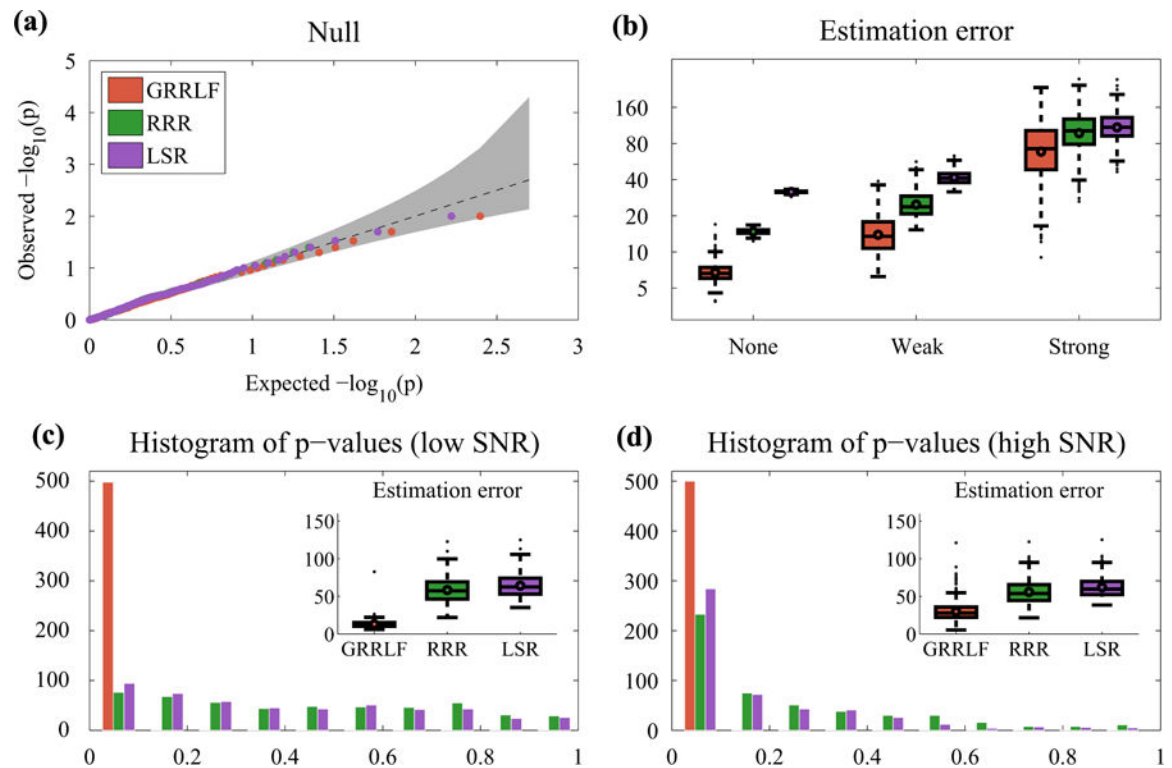 (a)
Null
Observed −log10(p)
5
4
3
2
1
0
GRRLF
RRR
LSR
0 0.5 1 1.5 2 2.5 3
Expected −log10(p)
(b)
Estimation error
160
80
40
20
10
5
None Weak Strong
(c)
Histogram of p−values (low SNR)
500
400
300
200
100
0
0 0.2 0.4 0.6 0.8 1
Estimation error
150
100
50
0
GRRLF RRR LSR
(d)
Histogram of p−values (high SNR)
500
400
300
200
100
0
0 0.2 0.4 0.6 0.8 1
Estimation error
150
100
50
0
GRRLF RRR LSR